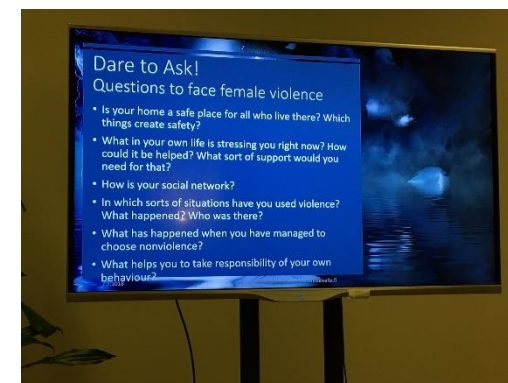 Dare to Ask!
Questions to face female violence
• Is your home a safe place for all who live there? Which
things create safety?
• What in your own life is stressing you right now? How
could it be helped? What sort of support would you
need for that?
• How is your social network?
• In which sorts of situations have you used violence?
What happened? Who was there?
• What has happened when you have managed to
choose nonviolence?
• What helps you to take responsibility of your own
behaviour?